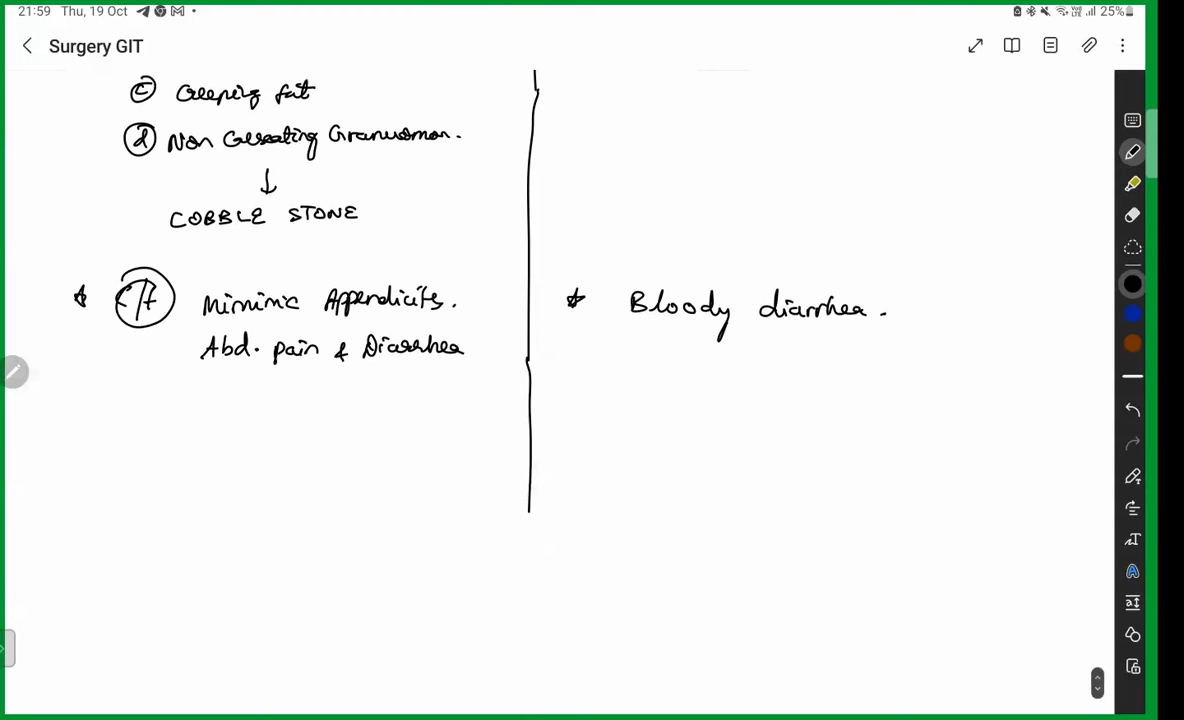 21:59 Thu, 19 Oct
25%
Surgery GIT
c Creeping fat
d Non Caseating Granuloma.
↓
COBBLE STONE
C/f Mimimic Appendicitis.
Abd. pain & Diarrhea
Bloody diarrhea.